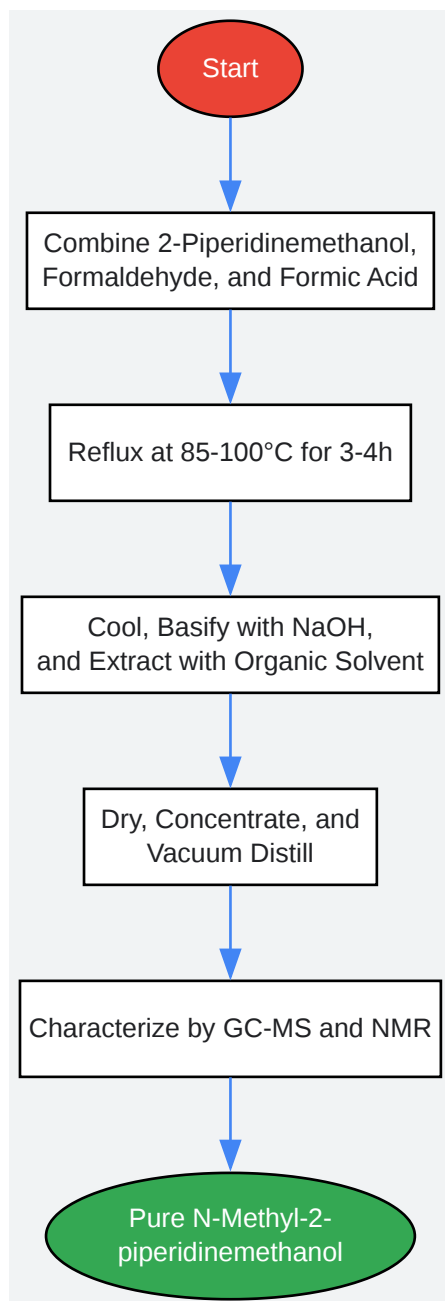 Start
Combine 2-Piperidinemethanol,
Formaldehyde, and Formic Acid
Reflux at 85-100°C for 3-4h
Cool, Basify with NaOH,
and Extract with Organic Solvent
Dry, Concentrate, and
Vacuum Distill
Characterize by GC-MS and NMR
Pure N-Methyl-2-
piperidinemethanol